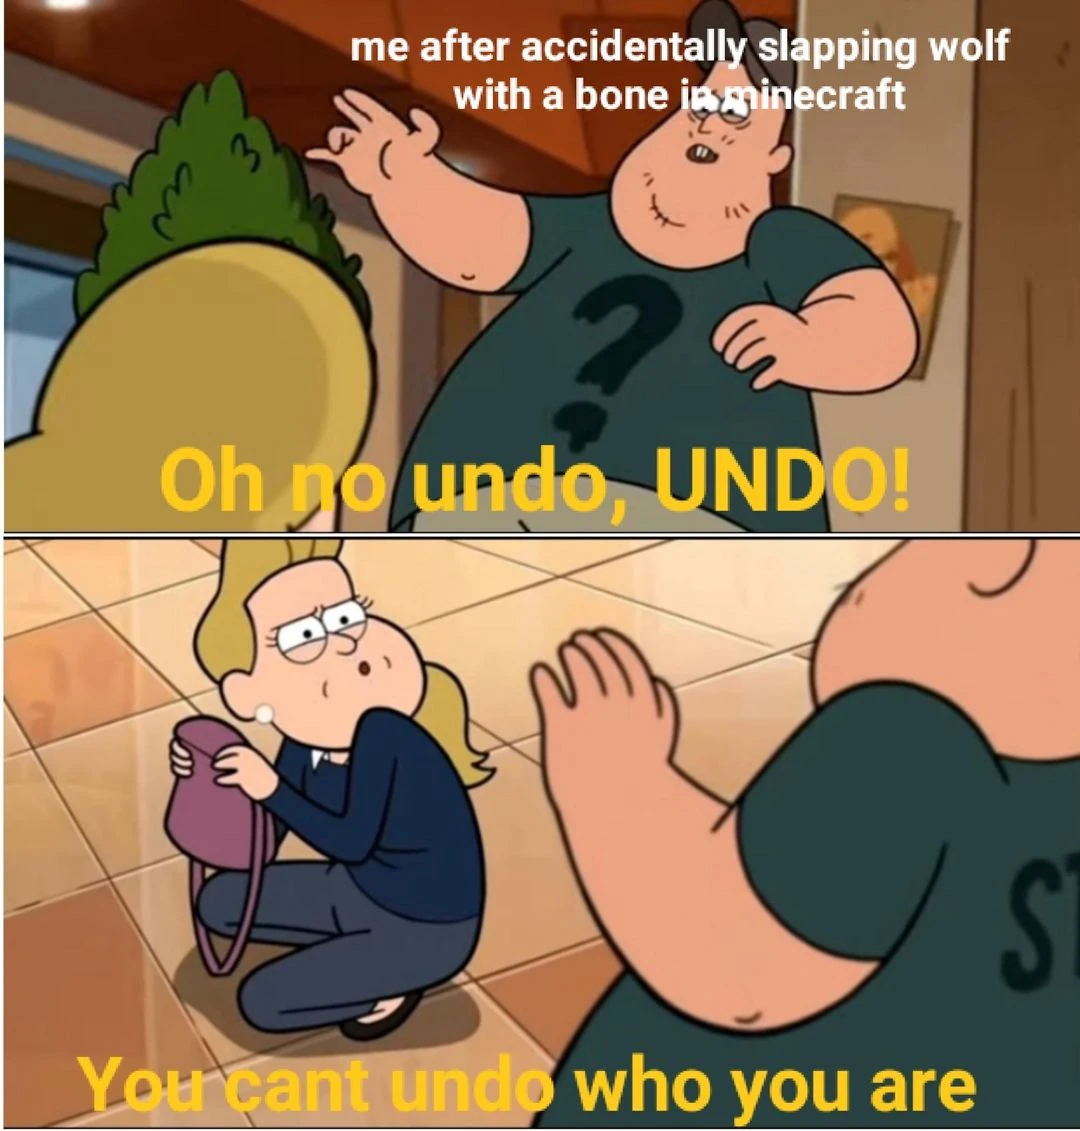 me after accidentally slapping wolf
with a bone in minecraft
?
Oh no undo, UNDO!
You cant undo who you are